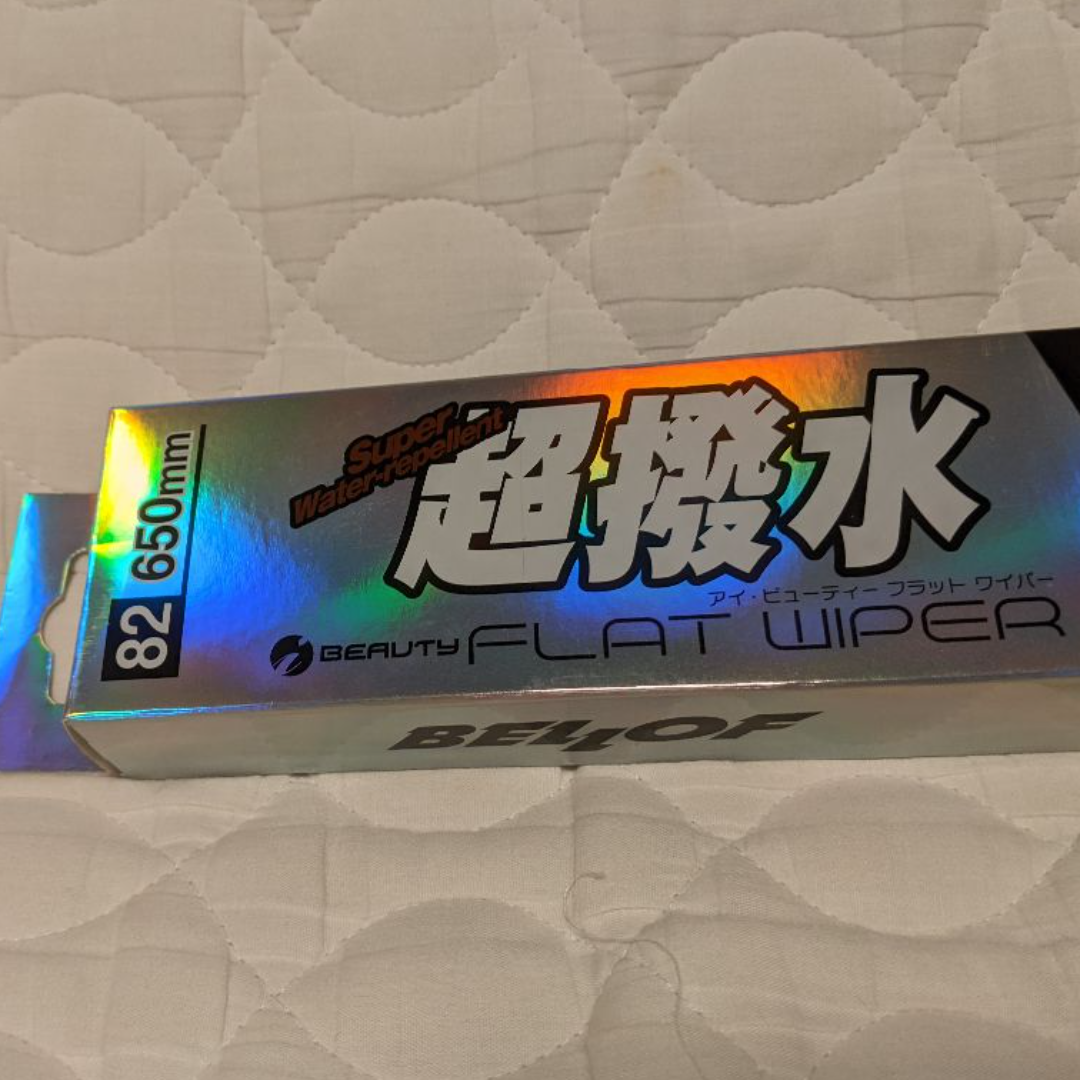 82 650mm
Super
Water-repellent
超撥水
アイ・ビューティー フラット ワイパー
BEAUTY FLAT WIPER
BELLOF